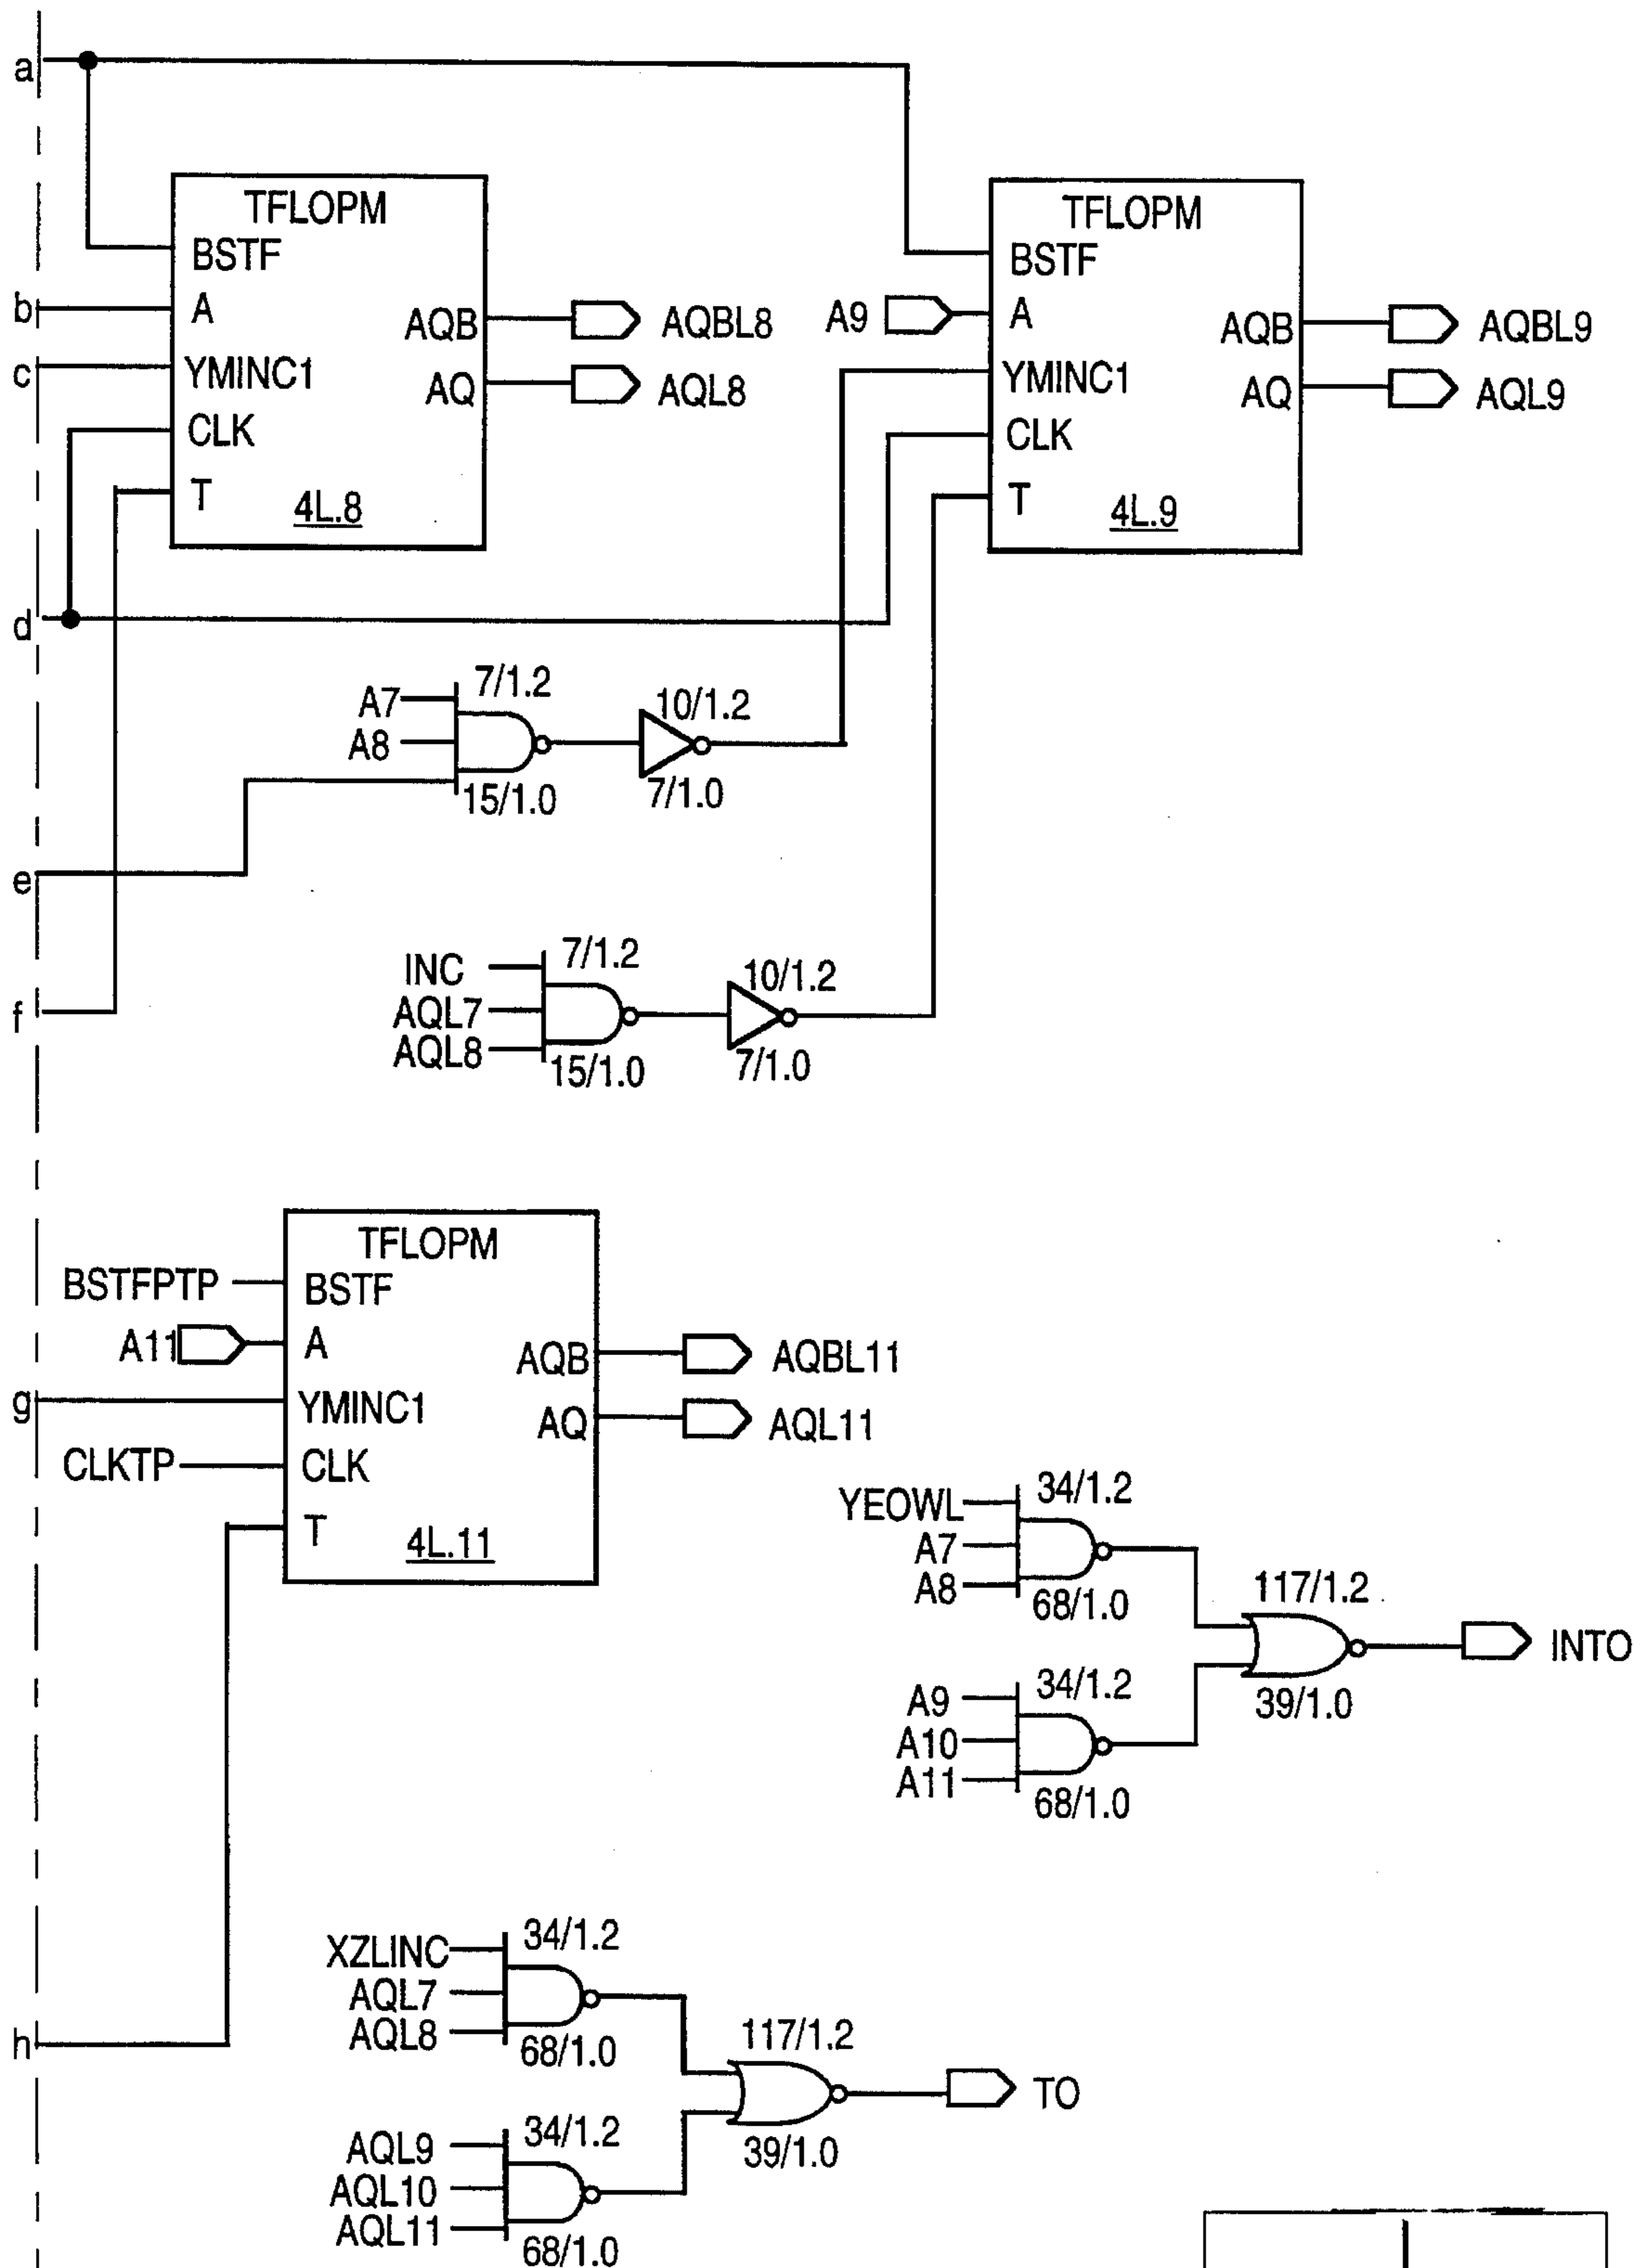 a
TFLOPM
BSTF
b
A
AQB
AQBL8
c
YMINC1
AQ
AQL8
CLK
T
4L.8
TFLOPM
BSTF
A9
A
AQB
AQBL9
YMINC1
AQ
AQL9
CLK
T
4L.9
d
7/1.2
A7
A8
15/1.0
10/1.2
7/1.0
e
7/1.2
INC
AQL7
AQL8
15/1.0
10/1.2
7/1.0
f
TFLOPM
BSTFPTP
BSTF
A11
A
AQB
AQBL11
g
YMINC1
AQ
AQL11
CLKTP
CLK
T
4L.11
34/1.2
YEOWL
A7
A8
68/1.0
117/1.2
INTO
39/1.0
34/1.2
A9
A10
A11
68/1.0
34/1.2
XZLINC
AQL7
AQL8
68/1.0
h
117/1.2
TO
39/1.0
34/1.2
AQL9
AQL10
AQL11
68/1.0